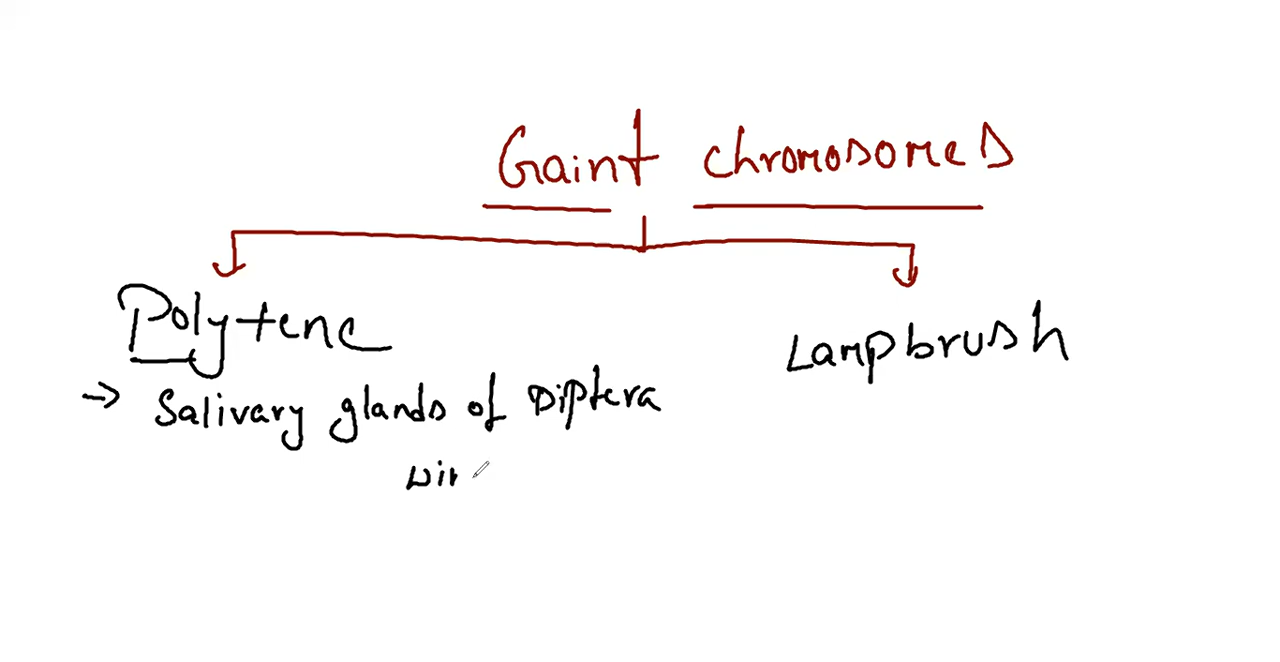 Gaint chromosomes
Polytene
Lampbrush
→ Salivary glands of Diptera